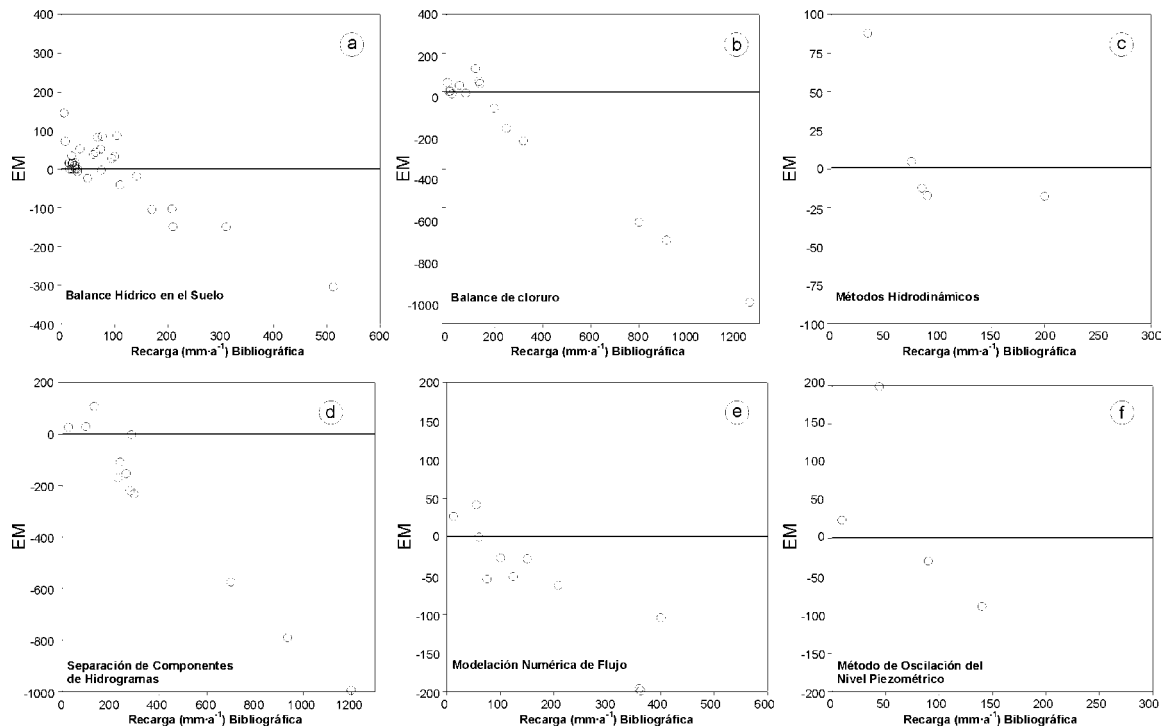 400
300
200
100
0
-100
-200
-300
-400
EM
a
Balance Hídrico en el Suelo
0 100 200 300 400 500 600
Recarga (mm·a⁻¹) Bibliográfica
400
200
0
-200
-400
-600
-800
-1000
EM
b
Balance de cloruro
0 200 400 600 800 1000 1200
Recarga (mm·a⁻¹) Bibliográfica
100
75
50
25
0
-25
-50
-75
-100
EM
c
Métodos Hidrodinámicos
0 50 100 150 200 250 300
Recarga (mm·a⁻¹) Bibliográfica
200
0
-200
-400
-600
-800
-1000
EM
d
Separación de Componentes
de Hidrogramas
0 200 400 600 800 1000 1200
Recarga (mm·a⁻¹) Bibliográfica
200
150
100
50
0
-50
-100
-150
-200
EM
e
Modelación Numérica de Flujo
0 100 200 300 400 500 600
Recarga (mm·a⁻¹) Bibliográfica
200
150
100
50
0
-50
-100
-150
-200
EM
f
Método de Oscilación del
Nivel Piezométrico
0 50 100 150 200 250 300
Recarga (mm·a⁻¹) Bibliográfica